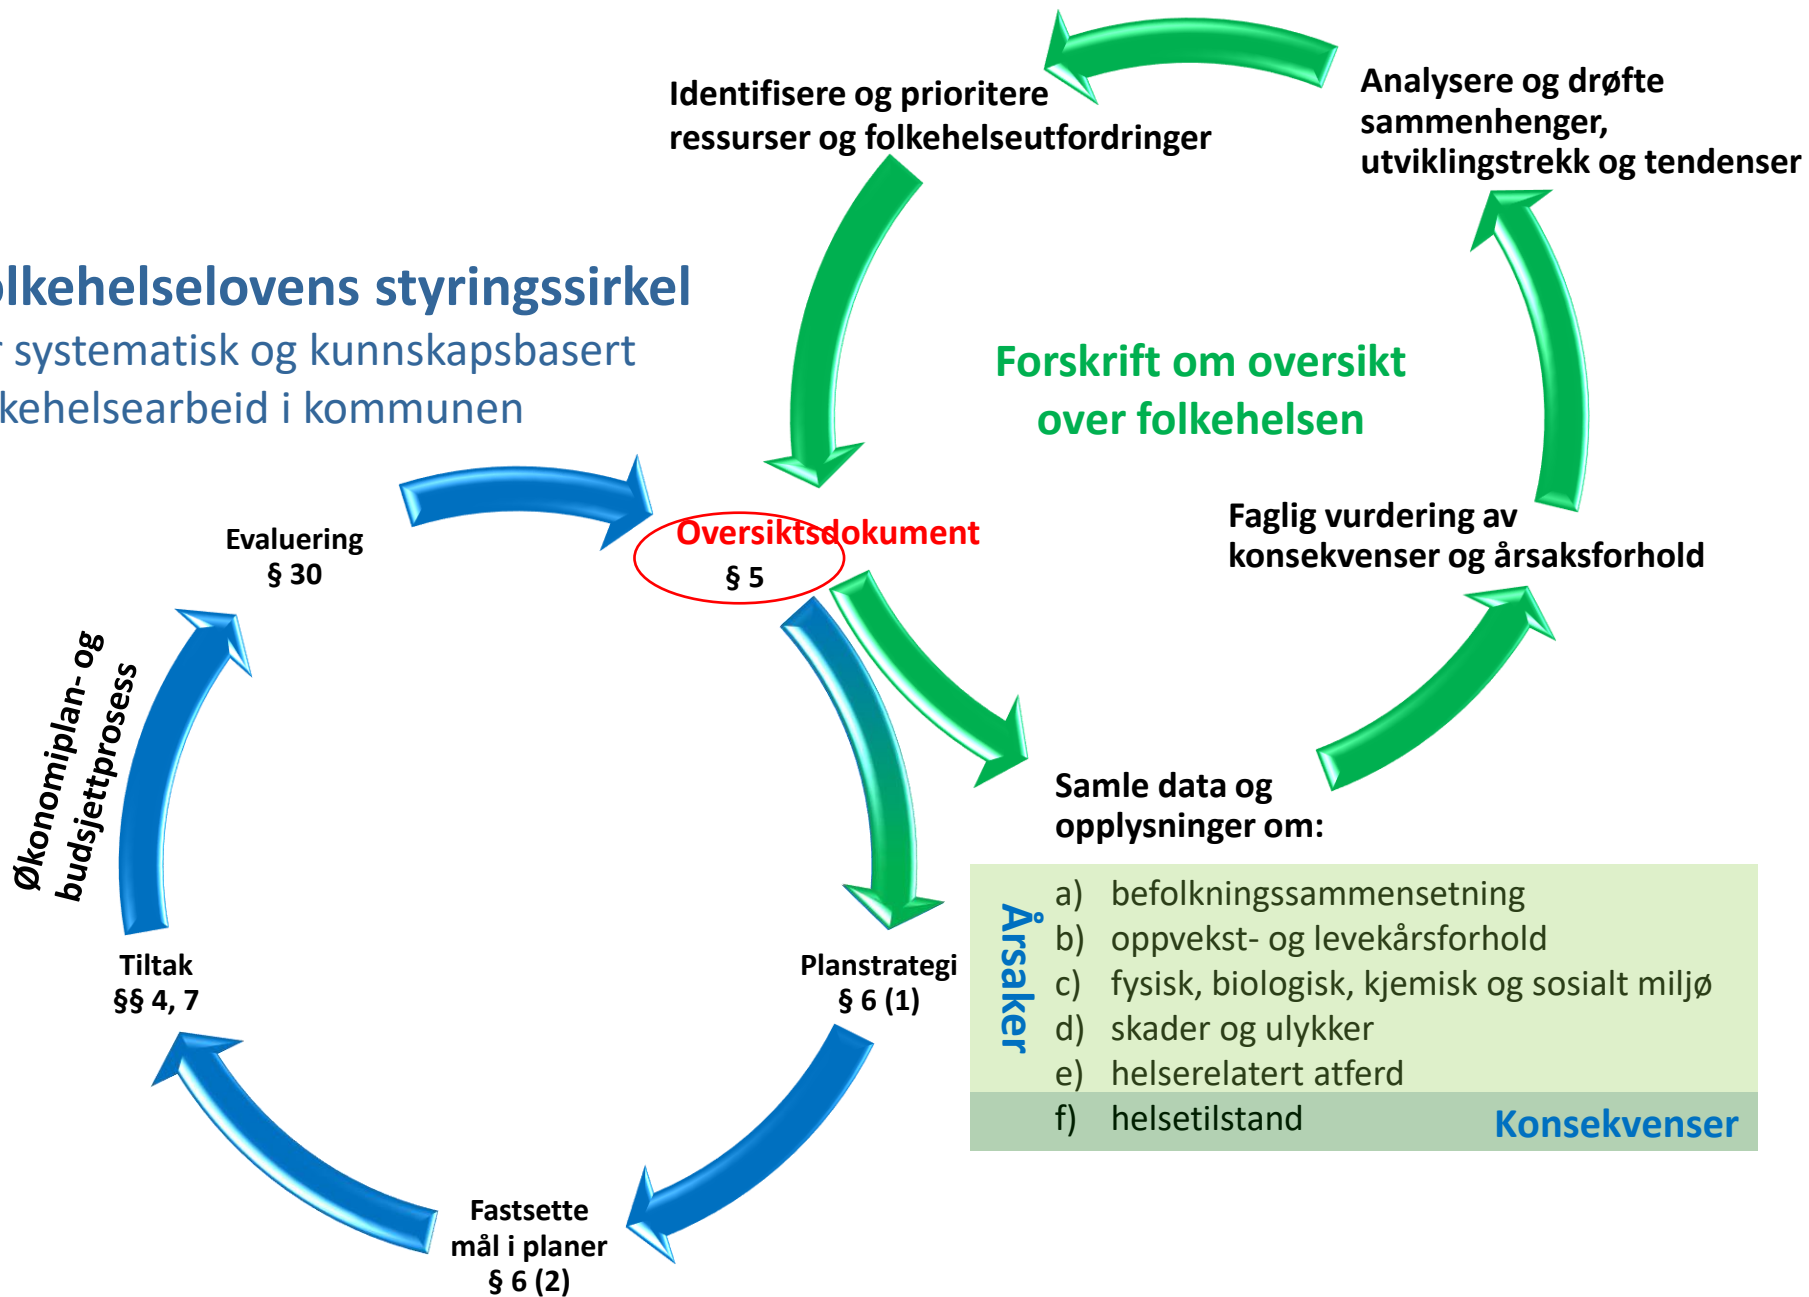 Identifisere og prioritere
ressurser og folkehelseutfordringer
Analysere og drøfte
sammenhenger,
utviklingstrekk og tendenser
olkehelselovens styringssirkel
r systematisk og kunnskapsbasert
kehelsearbeid i kommunen
Forskrift om oversikt
over folkehelsen
Evaluering
§ 30
Oversiktsdokument
§ 5
Faglig vurdering av
konsekvenser og årsaksforhold
Økonomiplan- og
budsjettprosess
Samle data og
opplysninger om:
Årsaker
a) befolkningssammensetning
b) oppvekst- og levekårsforhold
c) fysisk, biologisk, kjemisk og sosialt miljø
d) skader og ulykker
e) helserelatert atferd
f) helsetilstand
Konsekvenser
Tiltak
§§ 4, 7
Planstrategi
§ 6 (1)
Fastsette
mål i planer
§ 6 (2)